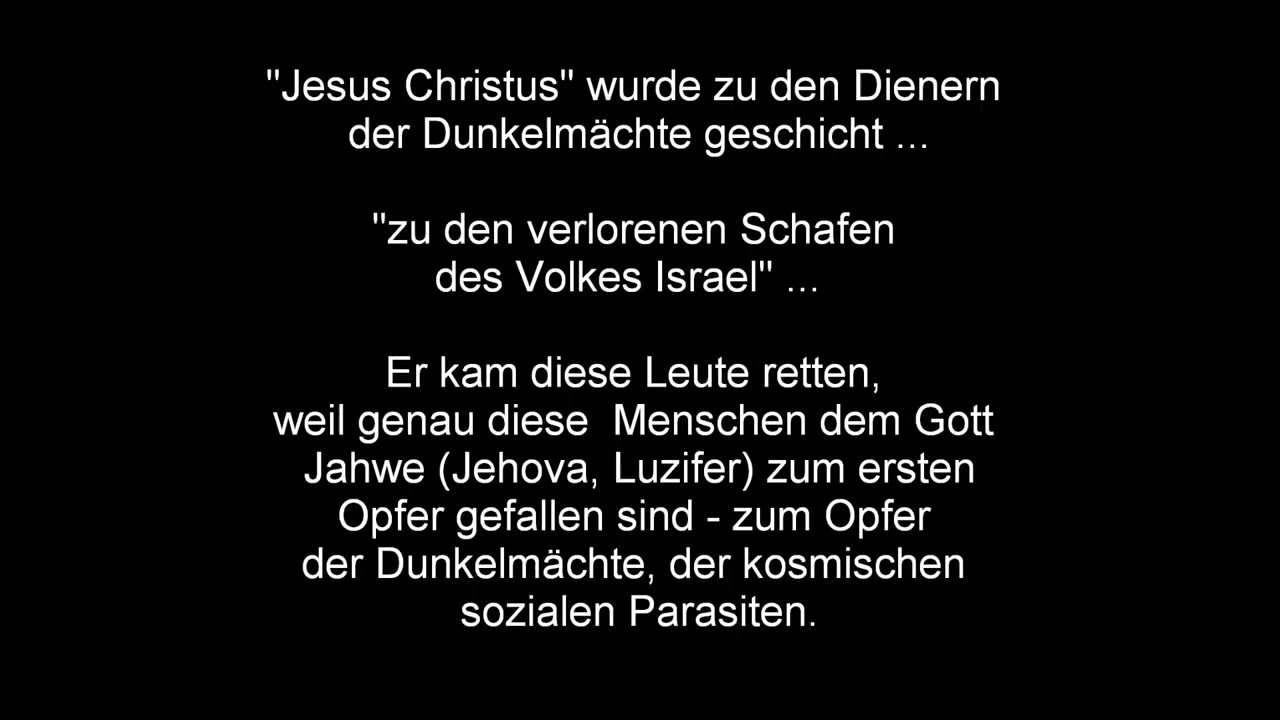 "Jesus Christus" wurde zu den Dienern
der Dunkelmächte geschicht ...
"zu den verlorenen Schafen
des Volkes Israel" ...
Er kam diese Leute retten,
weil genau diese  Menschen dem Gott
Jahwe (Jehova, Luzifer) zum ersten
Opfer gefallen sind - zum Opfer
der Dunkelmächte, der kosmischen
sozialen Parasiten.